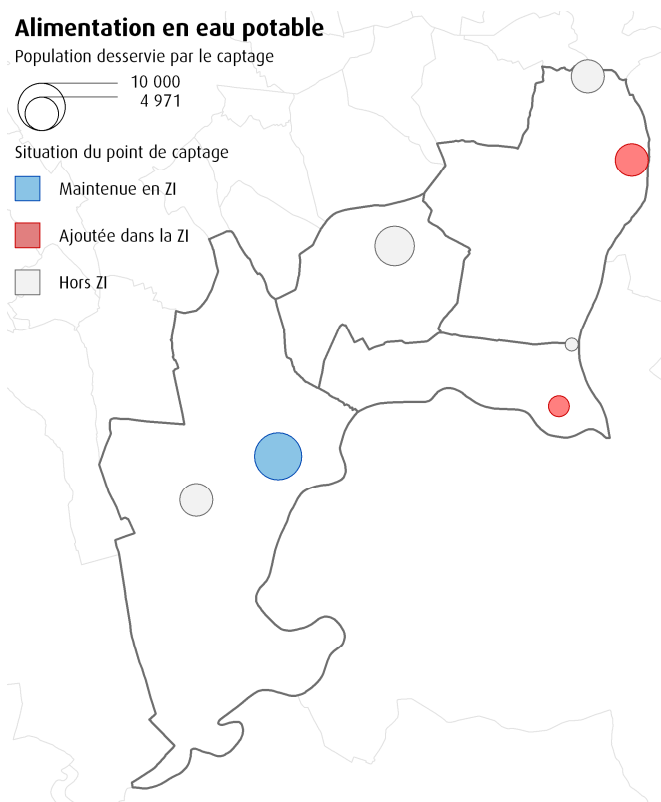 Alimentation en eau potable
Population desservie par le captage
10 000
4 971
Situation du point de captage
Maintenue en ZI
Ajoutée dans la ZI
Hors ZI